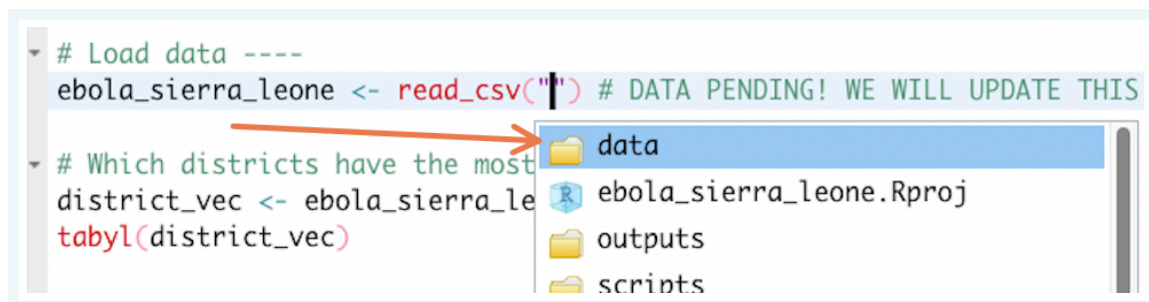 # Load data ----
ebola_sierra_leone <- read_csv("") # DATA PENDING! WE WILL UPDATE THIS
data
# Which districts have the most
ebola_sierra_leone.Rproj
district_vec <- ebola_sierra_le
outputs
tabyl(district_vec)
scripts